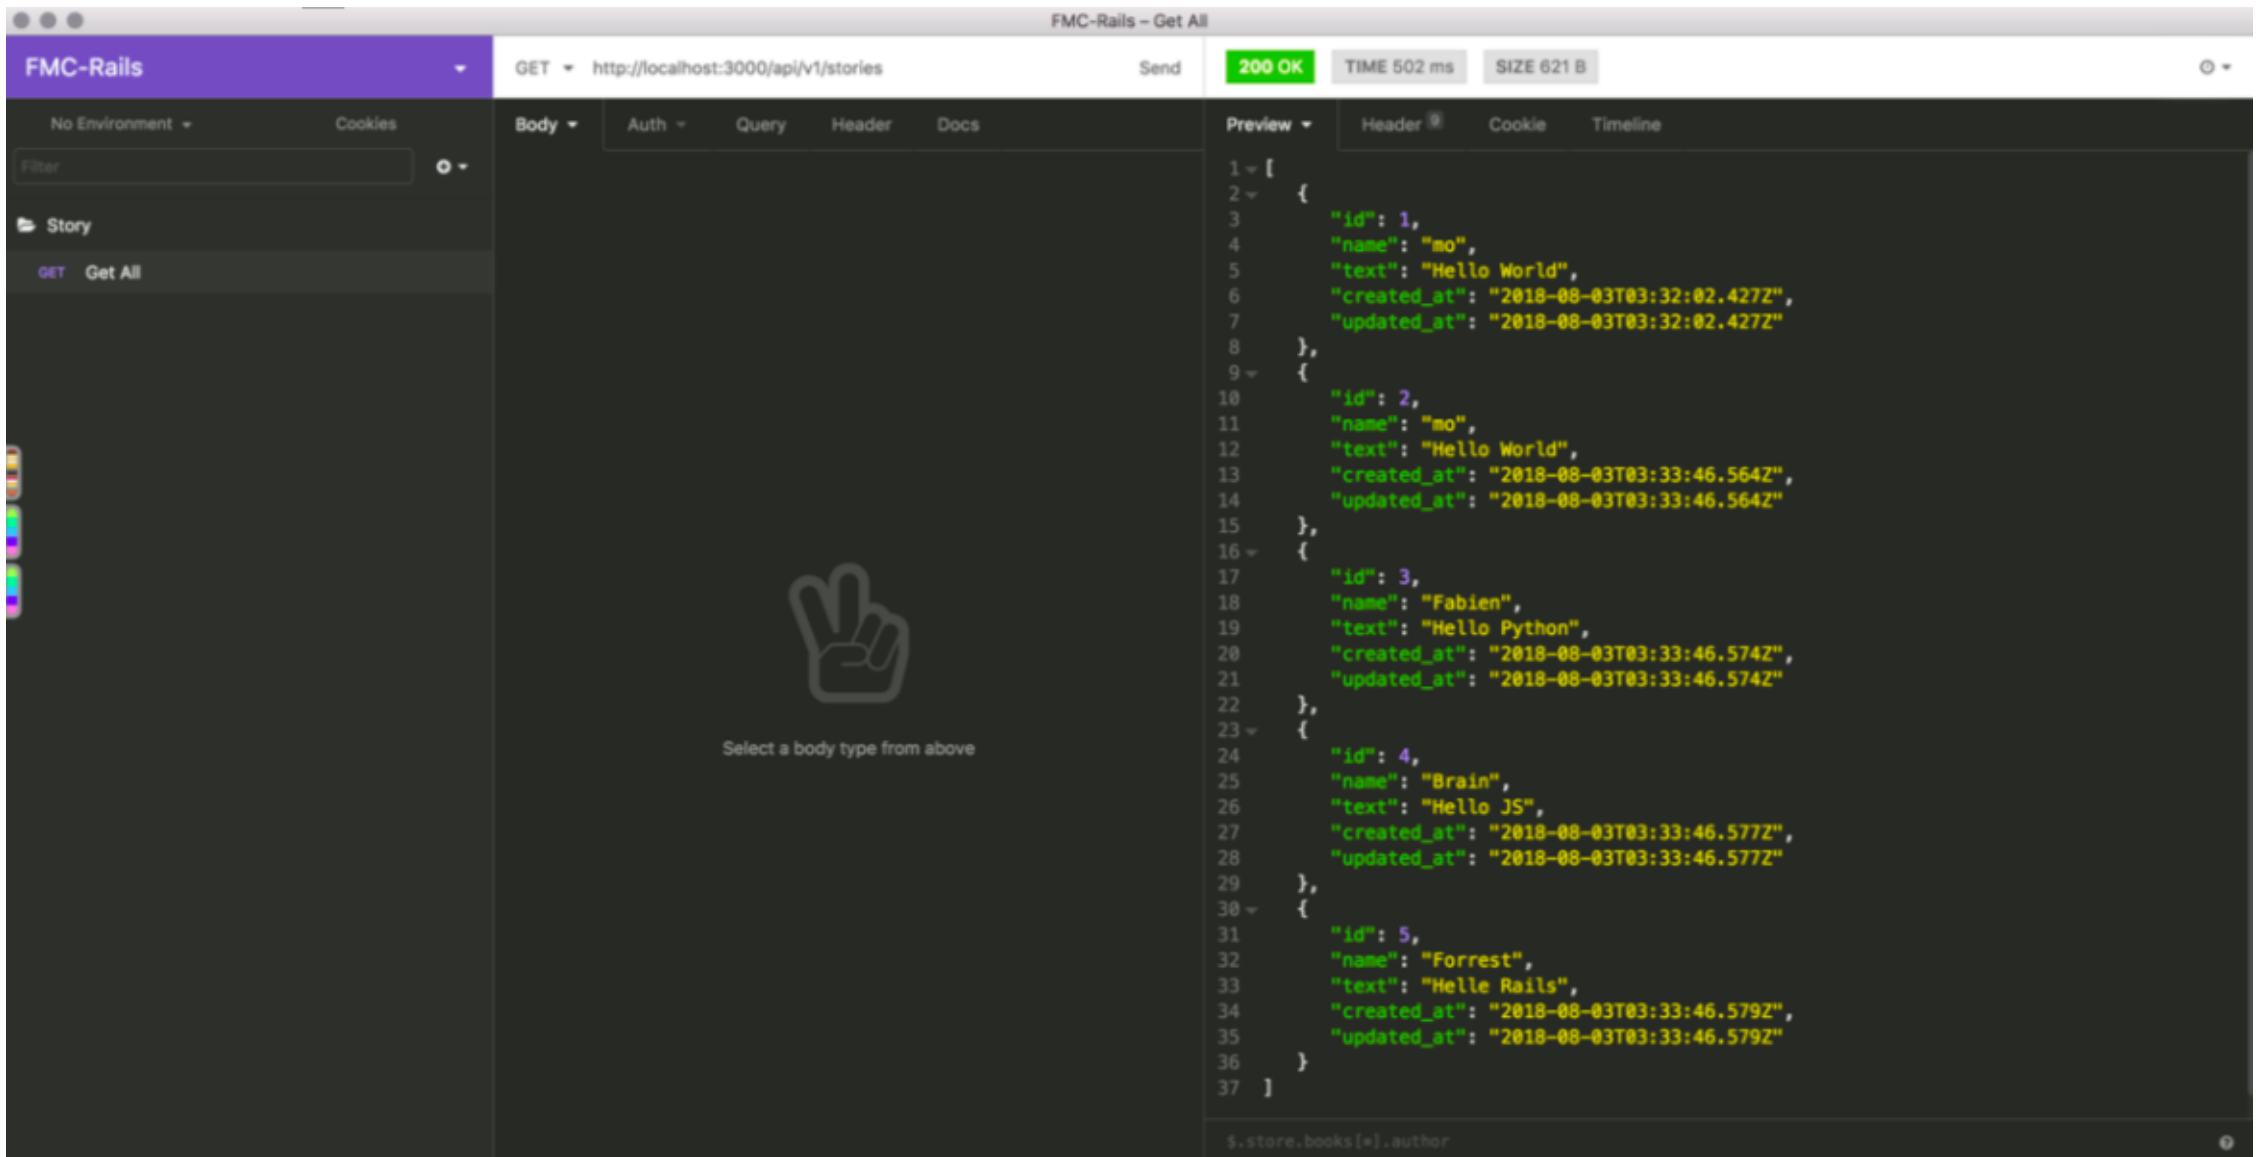 FMC-Rails – Get All
FMC-Rails
GET http://localhost:3000/api/v1/stories Send
200 OK TIME 502 ms SIZE 621 B
No Environment Cookies
Body Auth Query Header Docs
Preview Header 9 Cookie Timeline
Filter
Story
GET Get All
Select a body type from above
1 [
2 {
3 "id": 1,
4 "name": "mo",
5 "text": "Hello World",
6 "created_at": "2018-08-03T03:32:02.427Z",
7 "updated_at": "2018-08-03T03:32:02.427Z"
8 },
9 {
10 "id": 2,
11 "name": "mo",
12 "text": "Hello World",
13 "created_at": "2018-08-03T03:33:46.564Z",
14 "updated_at": "2018-08-03T03:33:46.564Z"
15 },
16 {
17 "id": 3,
18 "name": "Fabien",
19 "text": "Hello Python",
20 "created_at": "2018-08-03T03:33:46.574Z",
21 "updated_at": "2018-08-03T03:33:46.574Z"
22 },
23 {
24 "id": 4,
25 "name": "Brain",
26 "text": "Hello JS",
27 "created_at": "2018-08-03T03:33:46.577Z",
28 "updated_at": "2018-08-03T03:33:46.577Z"
29 },
30 {
31 "id": 5,
32 "name": "Forrest",
33 "text": "Helle Rails",
34 "created_at": "2018-08-03T03:33:46.579Z",
35 "updated_at": "2018-08-03T03:33:46.579Z"
36 }
37 ]
$.store.books[*].author